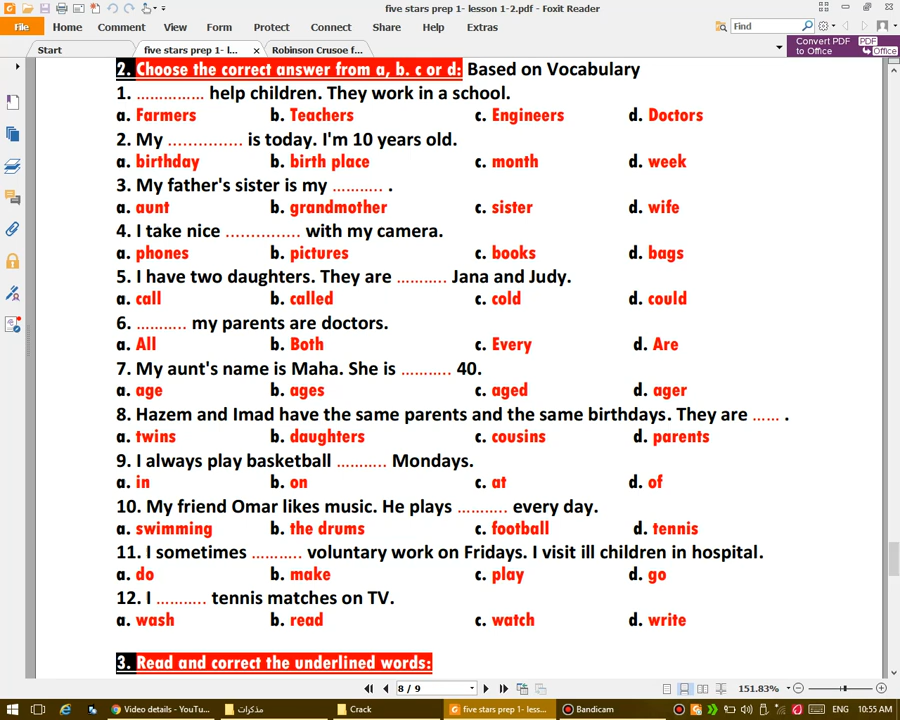 five stars prep 1- lesson 1-2.pdf - Foxit Reader
File Home Comment View Form Protect Connect Share Help Extras Find
Start five stars prep 1- l... Robinson Crusoe f... Convert PDF PDF Office
2. Choose the correct answer from a, b. c or d: Based on Vocabulary
1. .............. help children. They work in a school.
a. Farmers b. Teachers c. Engineers d. Doctors
2. My ............... is today. I'm 10 years old.
a. birthday b. birth place c. month d. week
3. My father's sister is my .......... .
a. aunt b. grandmother c. sister d. wife
4. I take nice ............... with my camera.
a. phones b. pictures c. books d. bags
5. I have two daughters. They are .......... Jana and Judy.
a. call b. called c. cold d. could
6. .......... my parents are doctors.
a. All b. Both c. Every d. Are
7. My aunt's name is Maha. She is .......... 40.
a. age b. ages c. aged d. ager
8. Hazem and Imad have the same parents and the same birthdays. They are ...... .
a. twins b. daughters c. cousins d. parents
9. I always play basketball .......... Mondays.
a. in b. on c. at d. of
10. My friend Omar likes music. He plays .......... every day.
a. swimming b. the drums c. football d. tennis
11. I sometimes .......... voluntary work on Fridays. I visit ill children in hospital.
a. do b. make c. play d. go
12. I .......... tennis matches on TV.
a. wash b. read c. watch d. write
3. Read and correct the underlined words:
8 / 9 151.83%
Video details - YouTu... مذكرات Crack five stars prep 1- less... Bandicam ENG 10:55 AM